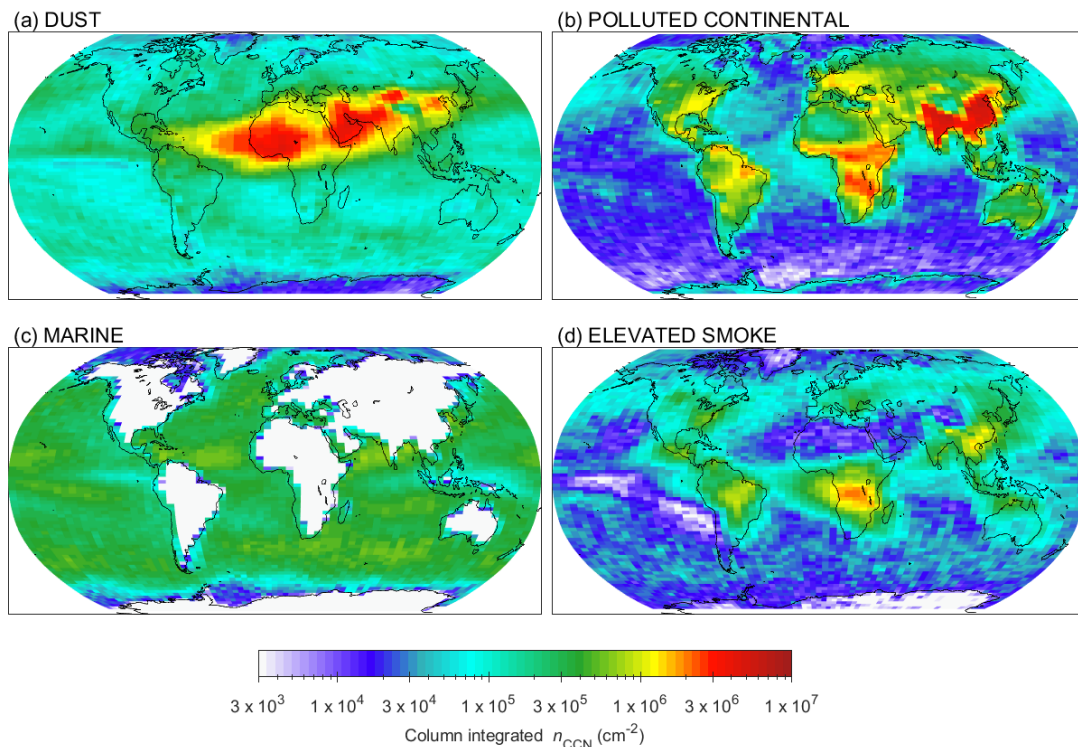 (a) DUST
(b) POLLUTED CONTINENTAL
(c) MARINE
(d) ELEVATED SMOKE
3 x 10³ 1 x 10⁴ 3 x 10⁴ 1 x 10⁵ 3 x 10⁵ 1 x 10⁶ 3 x 10⁶ 1 x 10⁷
Column integrated n_CCN (cm⁻²)